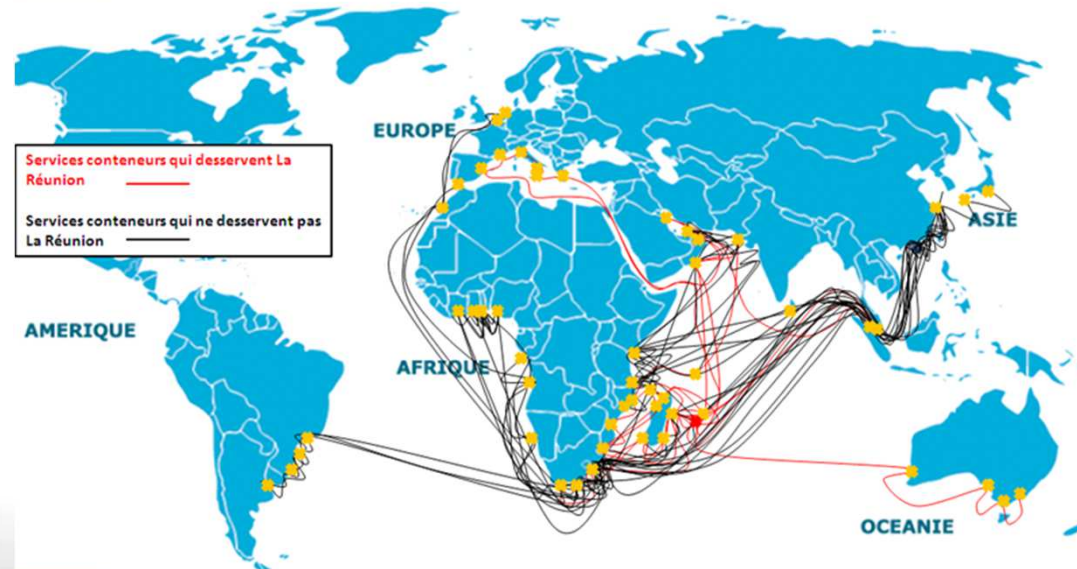 EUROPE
Services conteneurs qui desservent La
Réunion
Services conteneurs qui ne desservent pas
La Réunion
ASIE
AMERIQUE
AFRIQUE
OCEANIE